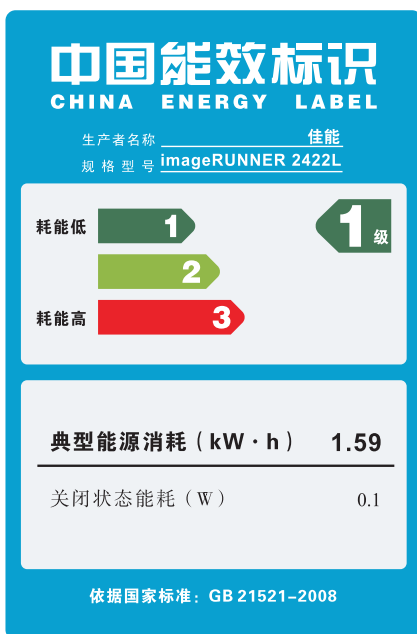 中国能效标识
CHINA ENERGY LABEL
生产者名称 佳能
规格型号 imageRUNNER 2422L
耗能低 1
1级
2
耗能高 3
典型能源消耗(kW·h) 1.59
关闭状态能耗(W) 0.1
依据国家标准:GB 21521-2008